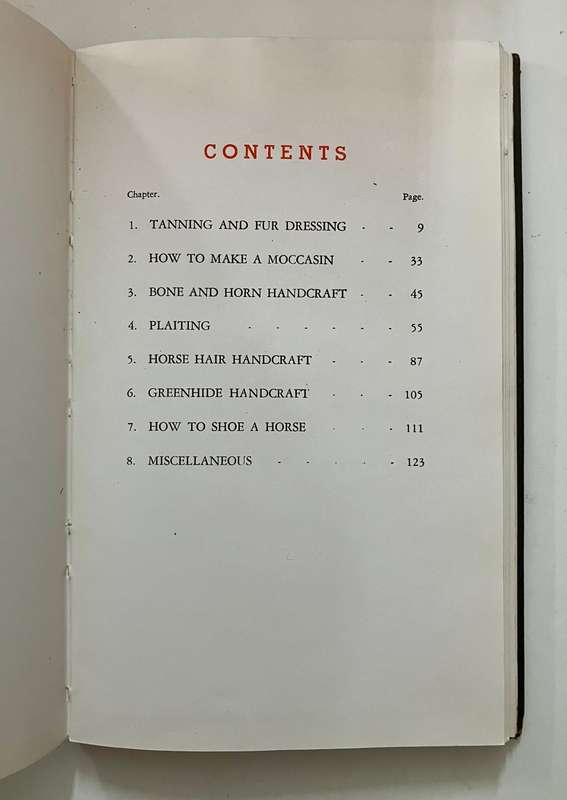 CONTENTS
Chapter. Page.
1. TANNING AND FUR DRESSING - - 9
2. HOW TO MAKE A MOCCASIN - - 33
3. BONE AND HORN HANDCRAFT - - 45
4. PLAITING - - - - - - 55
5. HORSE HAIR HANDCRAFT - - - 87
6. GREENHIDE HANDCRAFT - - - 105
7. HOW TO SHOE A HORSE - - - 111
8. MISCELLANEOUS - - - - - 123